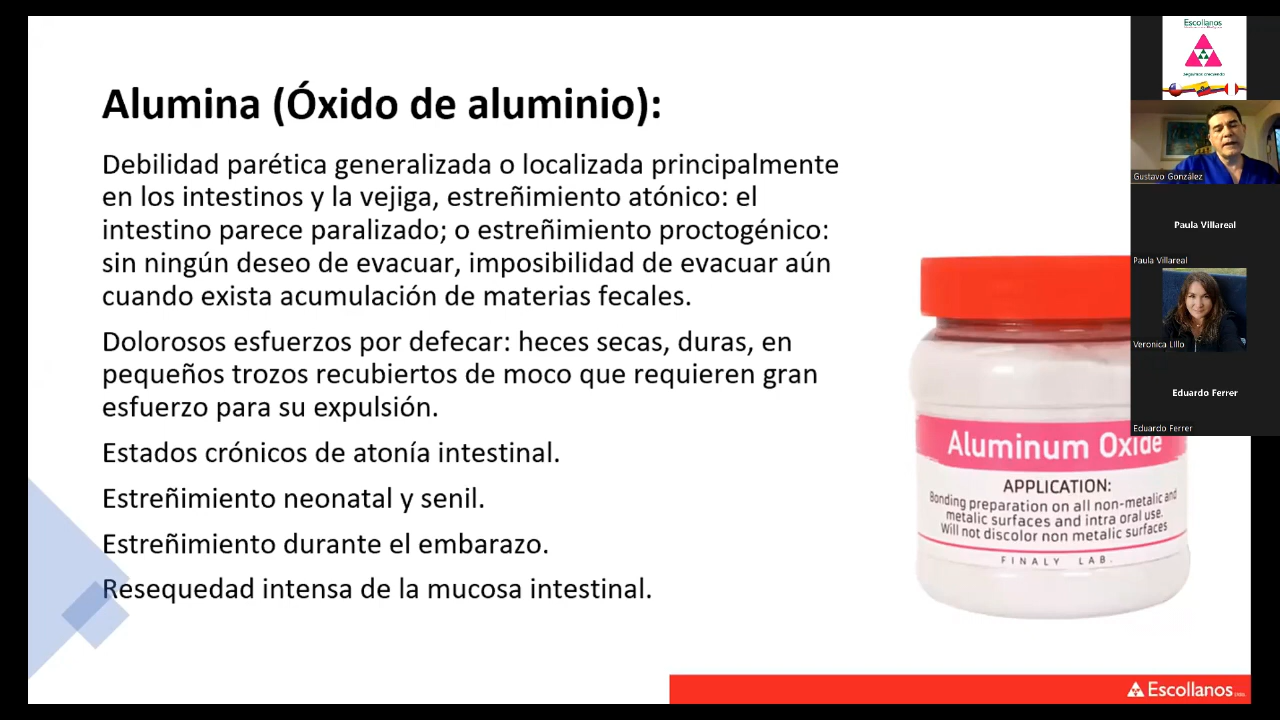 Alumina (Óxido de aluminio):
Debilidad parética generalizada o localizada principalmente
en los intestinos y la vejiga, estreñimiento atónico: el
intestino parece paralizado; o estreñimiento proctogénico:
sin ningún deseo de evacuar, imposibilidad de evacuar aún
cuando exista acumulación de materias fecales.
Dolorosos esfuerzos por defecar: heces secas, duras, en
pequeños trozos recubiertos de moco que requieren gran
esfuerzo para su expulsión.
Estados crónicos de atonía intestinal.
Estreñimiento neonatal y senil.
Estreñimiento durante el embarazo.
Resequedad intensa de la mucosa intestinal.
Aluminum Oxide
APPLICATION:
Bonding preparation on all non-metalic and
metalic surfaces and intra oral use.
Will not discolor non metalic surfaces
FINALY LAB.
Escollanos
Escollanos
Gustavo González
Paula Villareal
Paula Villareal
Veronica LIllo
Eduardo Ferrer
Eduardo Ferrer